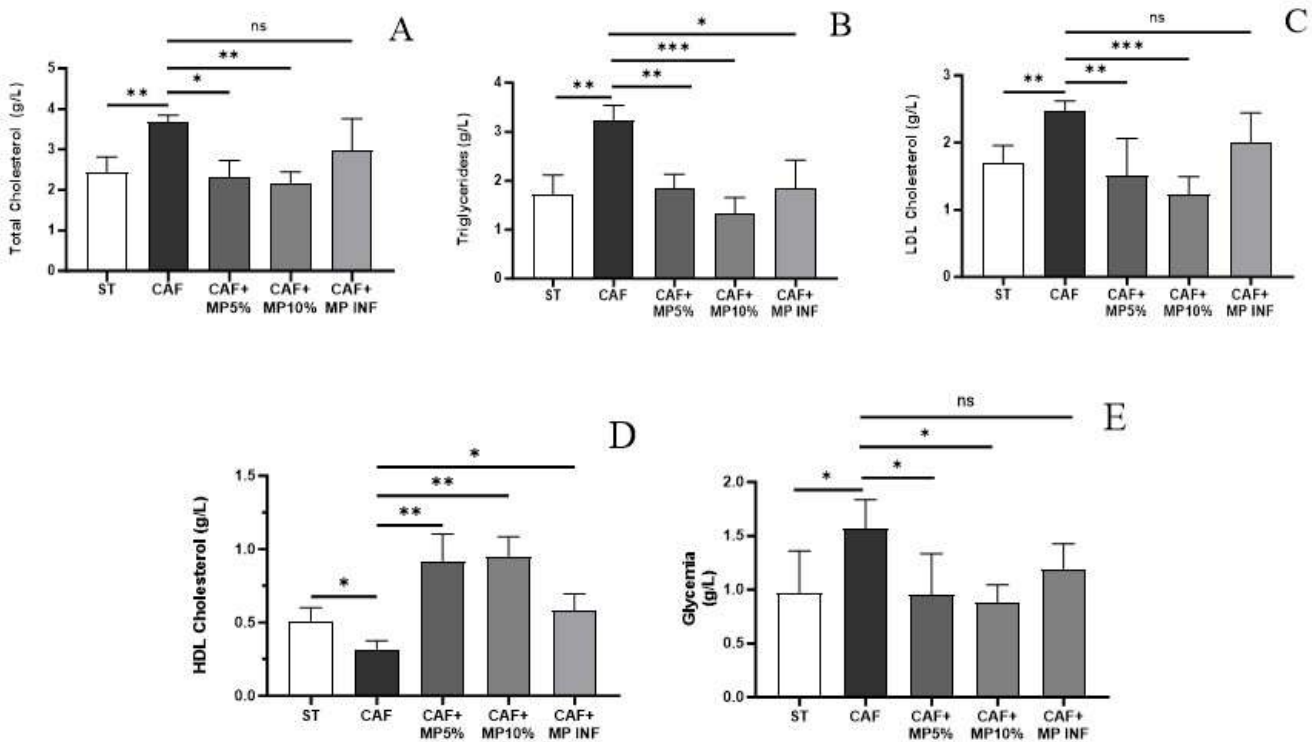 A
ns
**
*
**
Total Cholesterol (g/L)
5
4
3
2
1
0
ST CAF CAF+ CAF+ CAF+
MP5% MP10% MP INF
B
*
***
**
**
Triglycerides (g/L)
4
3
2
1
0
ST CAF CAF+ CAF+ CAF+
MP5% MP10% MP INF
C
ns
***
**
**
LDL Cholesterol (g/L)
3
2
1
0
ST CAF CAF+ CAF+ CAF+
MP5% MP10% MP INF
D
*
**
**
*
HDL Cholesterol (g/L)
1.5
1.0
0.5
0.0
ST CAF CAF+ CAF+ CAF+
MP5% MP10% MP INF
E
ns
*
*
*
Glycemia
(g/L)
2.0
1.5
1.0
0.5
0.0
ST CAF CAF+ CAF+ CAF+
MP5% MP10% MP INF